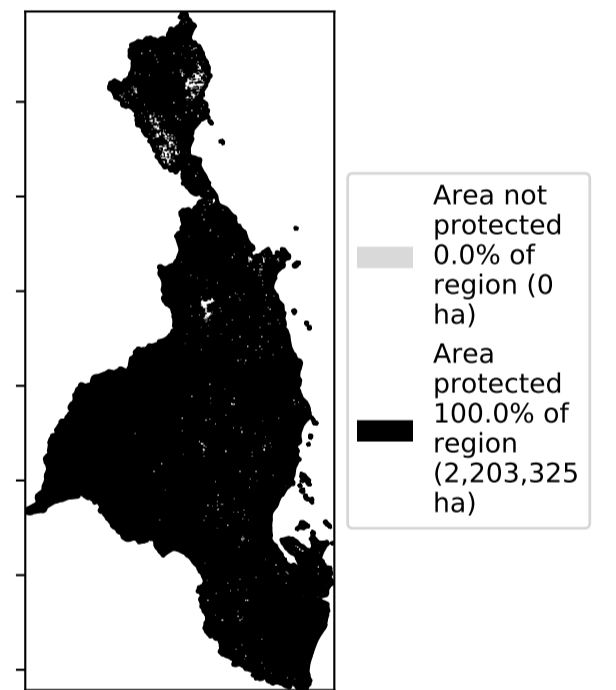 Area not
protected
0.0% of
region (0
ha)
Area
protected
100.0% of
region
(2,203,325
ha)